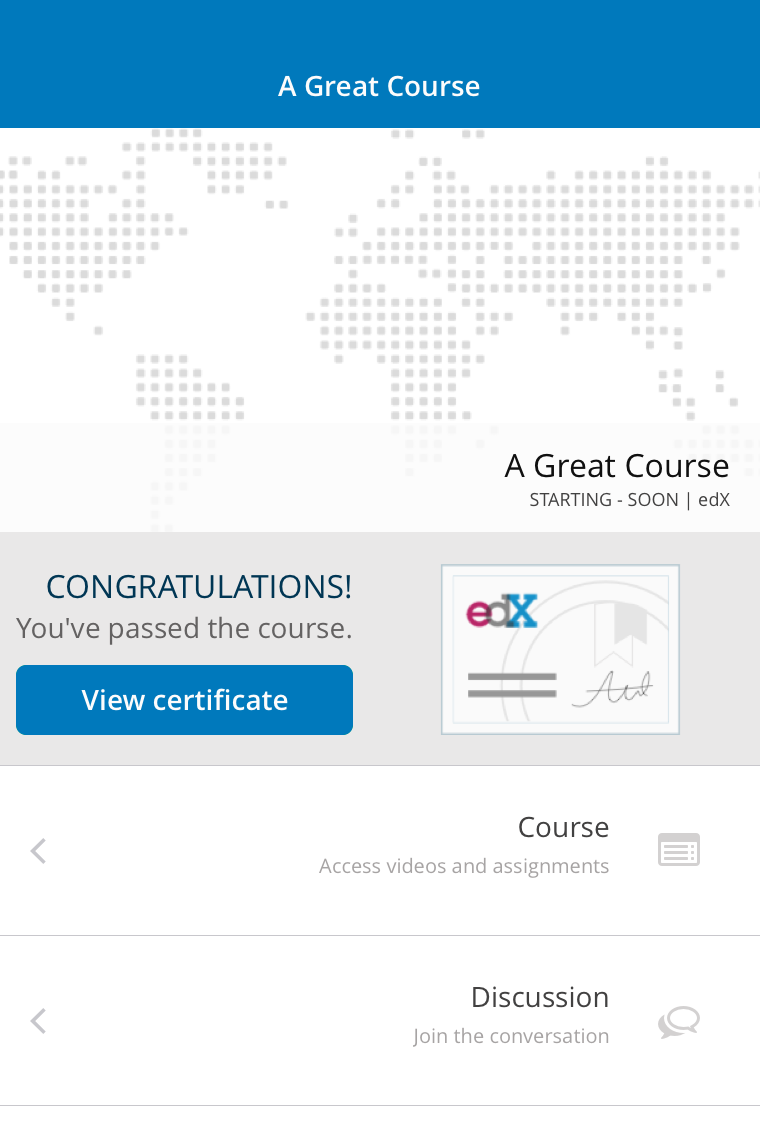 A Great Course
A Great Course
STARTING - SOON | edX
CONGRATULATIONS!
You've passed the course.
View certificate
edX
Course
Access videos and assignments
Discussion
Join the conversation